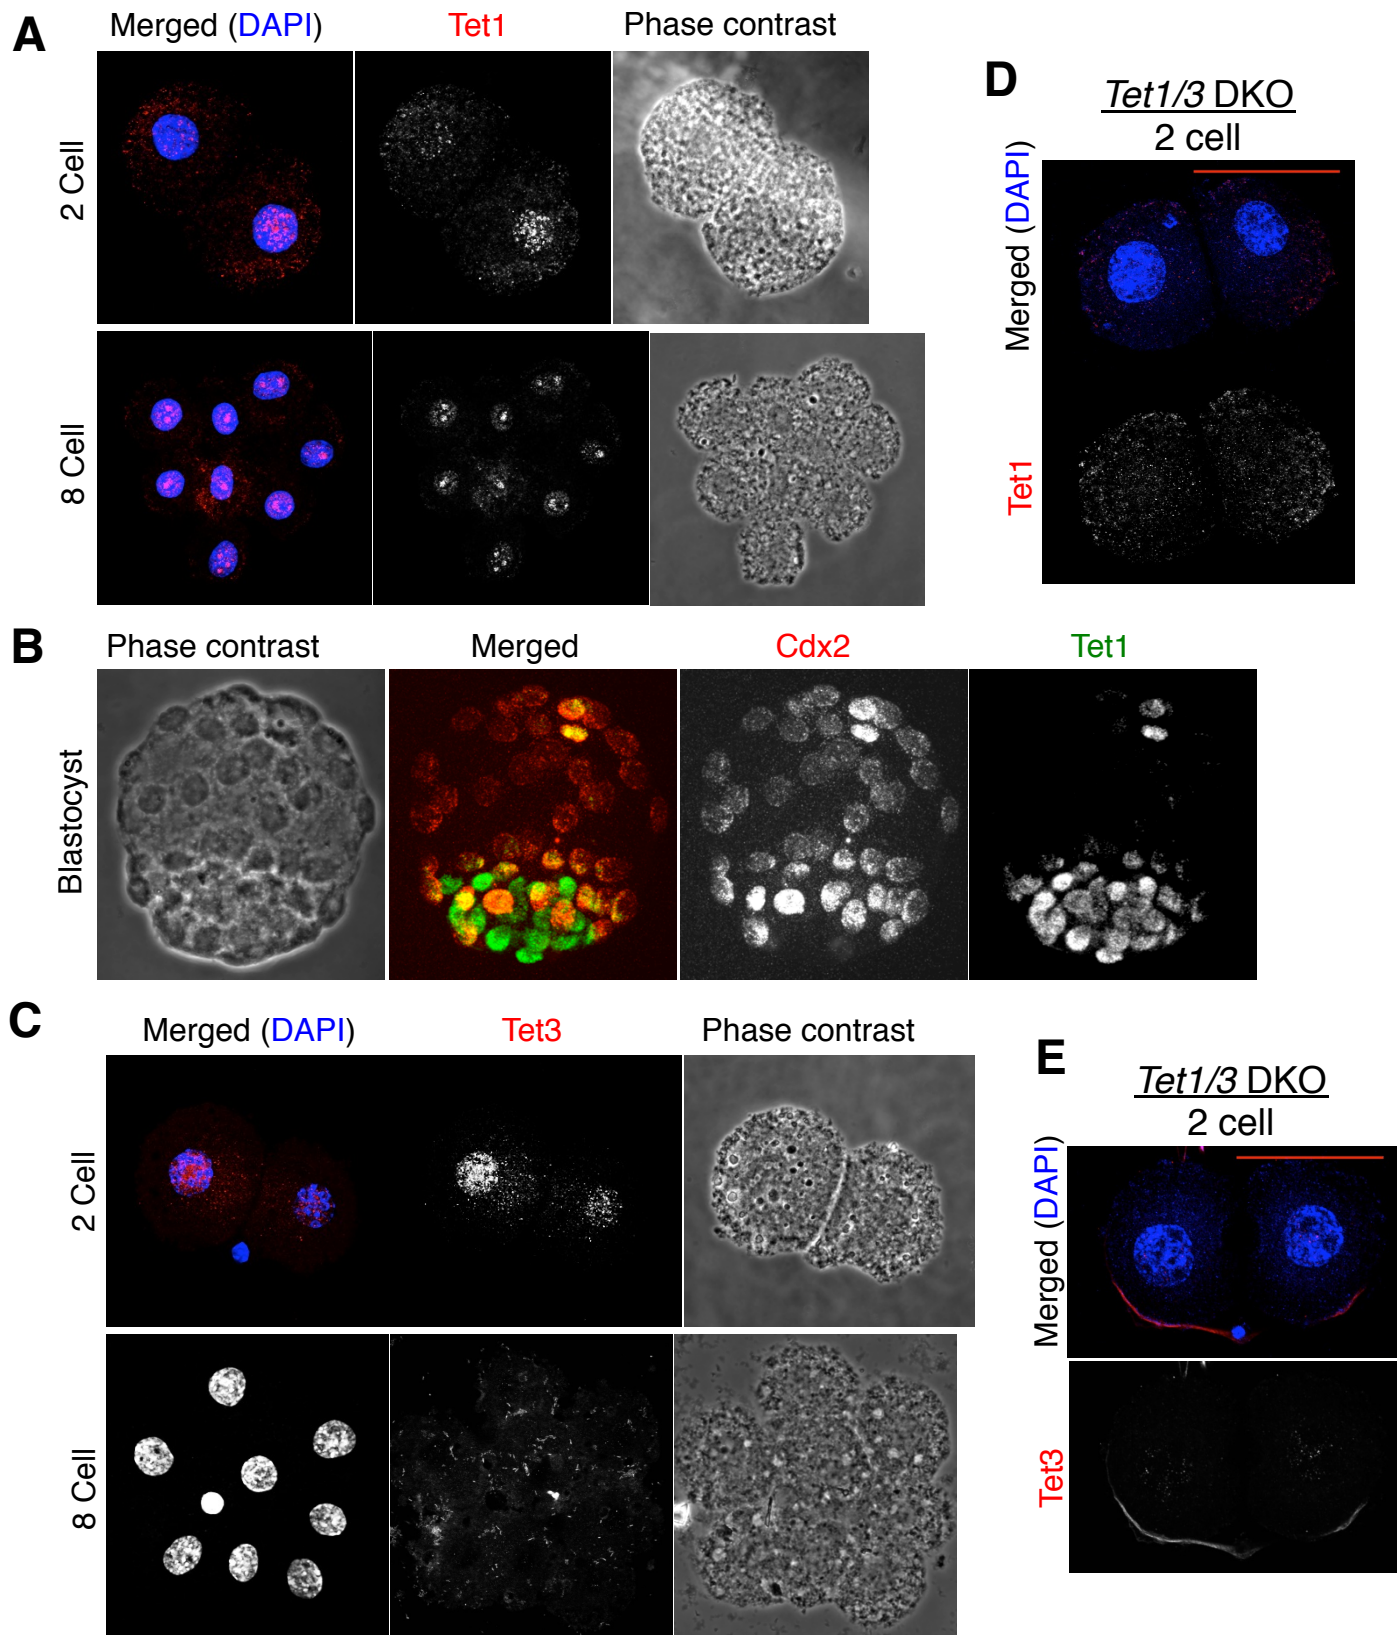 A
Merged (DAPI)
Tet1
Phase contrast
2 Cell
8 Cell
B
Phase contrast
Merged
Cdx2
Tet1
Blastocyst
C
Merged (DAPI)
Tet3
Phase contrast
2 Cell
8 Cell
D
Tet1/3 DKO
2 cell
Merged (DAPI)
Tet1
E
Tet1/3 DKO
2 cell
Merged (DAPI)
Tet3